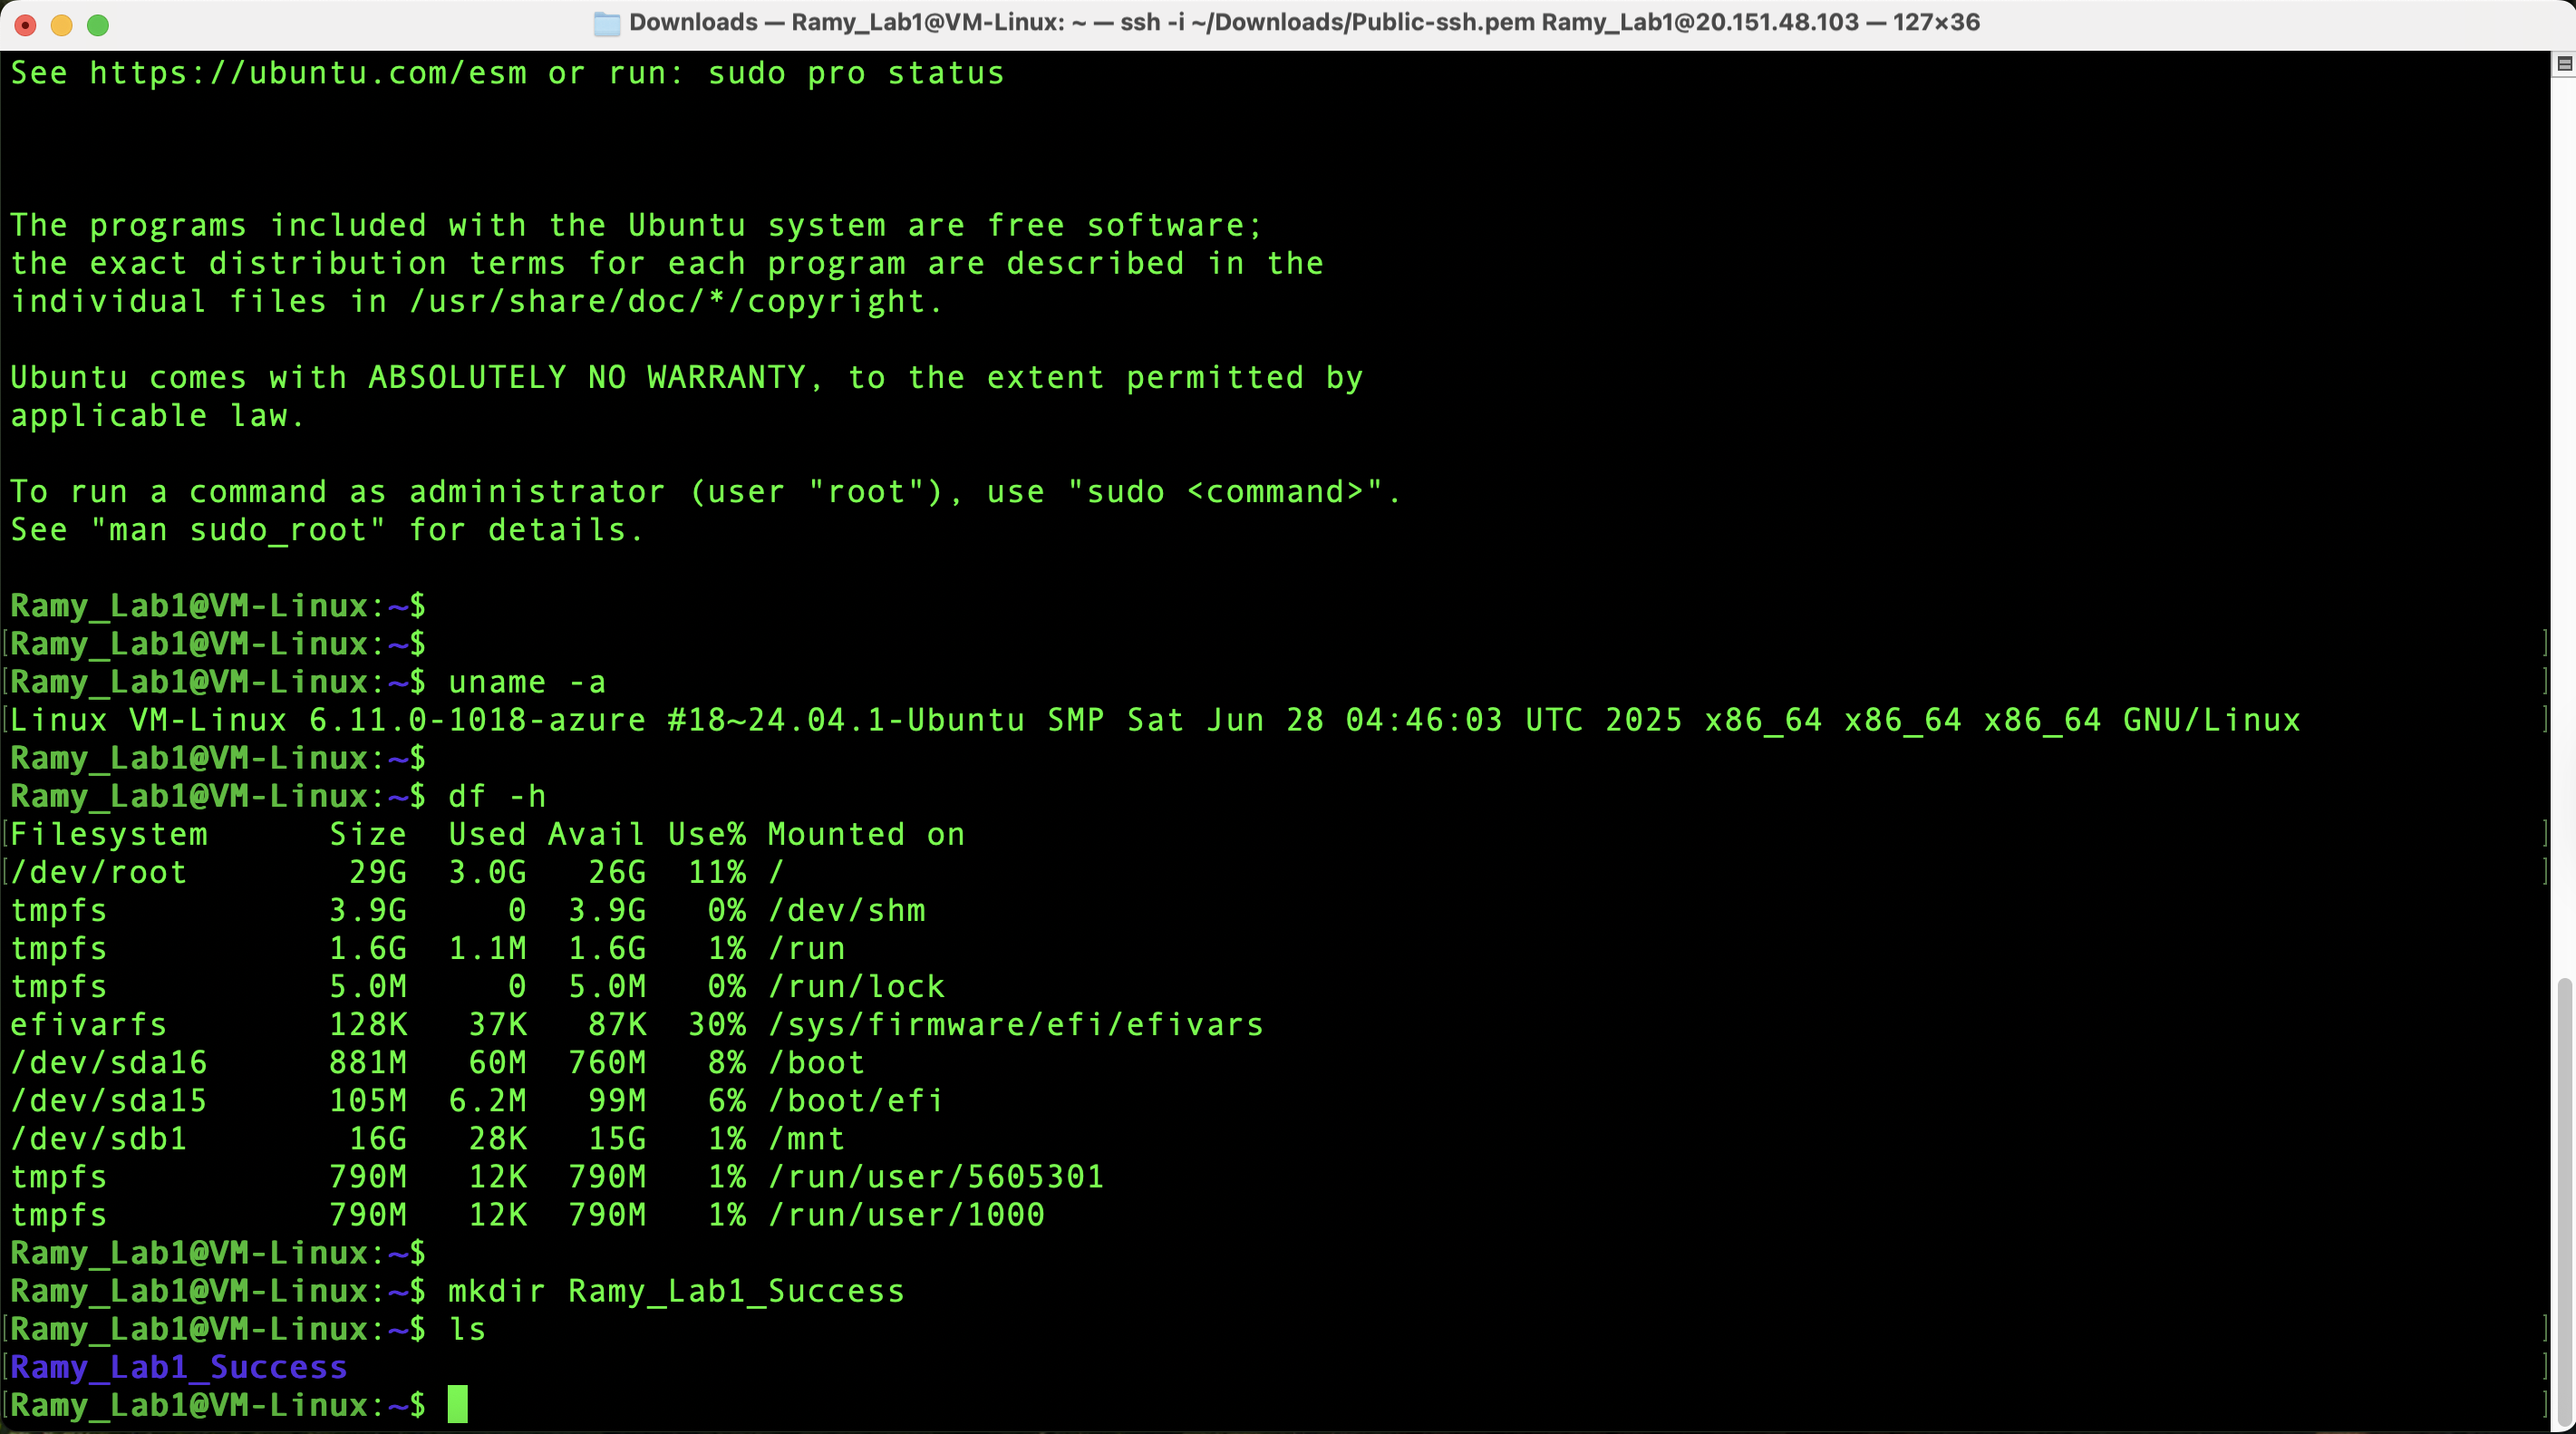 Downloads — Ramy_Lab1@VM-Linux: ~ — ssh -i ~/Downloads/Public-ssh.pem Ramy_Lab1@20.151.48.103 — 127×36
See https://ubuntu.com/esm or run: sudo pro status
The programs included with the Ubuntu system are free software;
the exact distribution terms for each program are described in the
individual files in /usr/share/doc/*/copyright.
Ubuntu comes with ABSOLUTELY NO WARRANTY, to the extent permitted by
applicable law.
To run a command as administrator (user "root"), use "sudo <command>".
See "man sudo_root" for details.
Ramy_Lab1@VM-Linux:~$
[Ramy_Lab1@VM-Linux:~$ ]
[Ramy_Lab1@VM-Linux:~$ uname -a ]
[Linux VM-Linux 6.11.0-1018-azure #18~24.04.1-Ubuntu SMP Sat Jun 28 04:46:03 UTC 2025 x86_64 x86_64 x86_64 GNU/Linux ]
Ramy_Lab1@VM-Linux:~$
Ramy_Lab1@VM-Linux:~$ df -h
[Filesystem Size Used Avail Use% Mounted on ]
[/dev/root 29G 3.0G 26G 11% / ]
tmpfs 3.9G 0 3.9G 0% /dev/shm
tmpfs 1.6G 1.1M 1.6G 1% /run
tmpfs 5.0M 0 5.0M 0% /run/lock
efivarfs 128K 37K 87K 30% /sys/firmware/efi/efivars
/dev/sda16 881M 60M 760M 8% /boot
/dev/sda15 105M 6.2M 99M 6% /boot/efi
/dev/sdb1 16G 28K 15G 1% /mnt
tmpfs 790M 12K 790M 1% /run/user/5605301
tmpfs 790M 12K 790M 1% /run/user/1000
Ramy_Lab1@VM-Linux:~$
Ramy_Lab1@VM-Linux:~$ mkdir Ramy_Lab1_Success
[Ramy_Lab1@VM-Linux:~$ ls ]
[Ramy_Lab1_Success ]
[Ramy_Lab1@VM-Linux:~$ ]